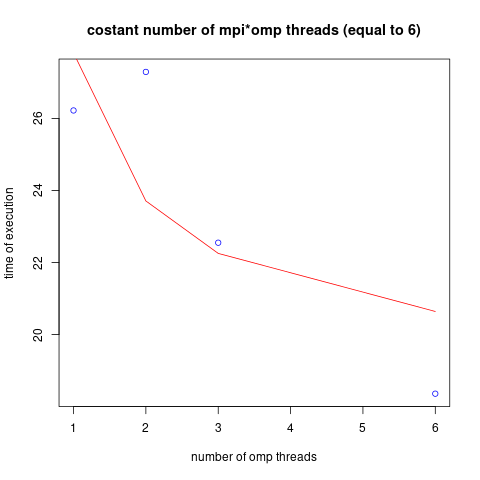 costant number of mpi*omp threads (equal to 6)
time of execution
26
24
22
20
1 2 3 4 5 6
number of omp threads